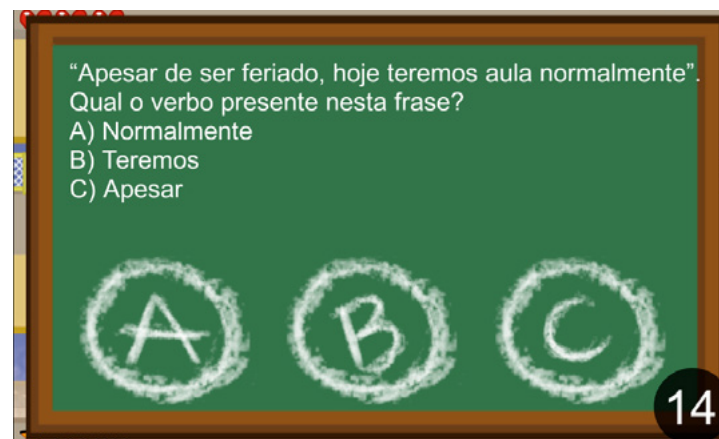 “Apesar de ser feriado, hoje teremos aula normalmente”.
Qual o verbo presente nesta frase?
A) Normalmente
B) Teremos
C) Apesar
A B C
14